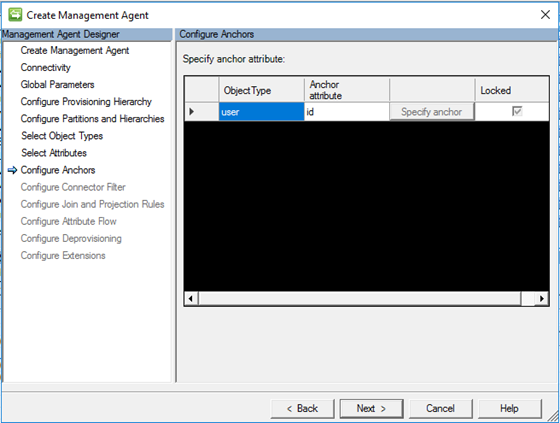 Create Management Agent
Management Agent Designer
Create Management Agent
Connectivity
Global Parameters
Configure Provisioning Hierarchy
Configure Partitions and Hierarchies
Select Object Types
Select Attributes
Configure Anchors
Configure Connector Filter
Configure Join and Projection Rules
Configure Attribute Flow
Configure Deprovisioning
Configure Extensions
Configure Anchors
Specify anchor attribute:
ObjectType Anchor attribute Locked
user id Specify anchor
< Back Next > Cancel Help